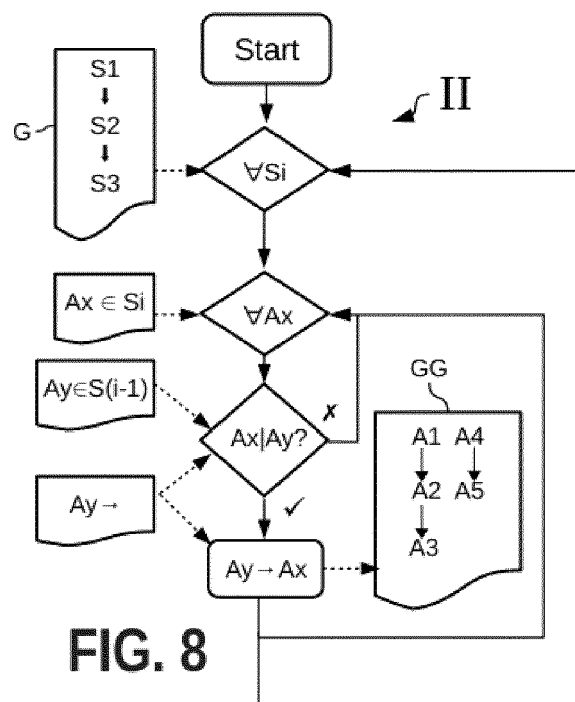 Start
II
S1
G
S2
S3
∀Si
Ax ∈ Si
∀Ax
Ay∈S(i-1)
GG
✗
Ax|Ay?
A1 A4
A2 A5
Ay→
✓
A3
Ay→Ax
FIG. 8